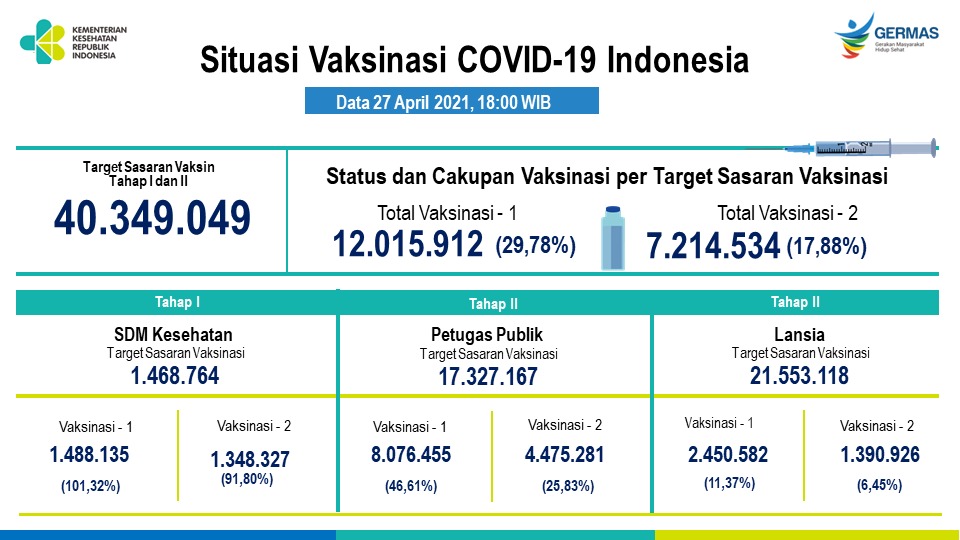 KEMENTERIAN
KESEHATAN
REPUBLIK
INDONESIA
GERMAS
Gerakan Masyarakat
Hidup Sehat
Situasi Vaksinasi COVID-19 Indonesia
Data 27 April 2021, 18:00 WIB
Target Sasaran Vaksin
Tahap I dan II
40.349.049
Status dan Cakupan Vaksinasi per Target Sasaran Vaksinasi
Total Vaksinasi - 1
12.015.912 (29,78%)
Total Vaksinasi - 2
7.214.534 (17,88%)
Tahap I
SDM Kesehatan
Target Sasaran Vaksinasi
1.468.764
Vaksinasi - 1
1.488.135
(101,32%)
Vaksinasi - 2
1.348.327
(91,80%)
Tahap II
Petugas Publik
Target Sasaran Vaksinasi
17.327.167
Vaksinasi - 1
8.076.455
(46,61%)
Vaksinasi - 2
4.475.281
(25,83%)
Tahap II
Lansia
Target Sasaran Vaksinasi
21.553.118
Vaksinasi - 1
2.450.582
(11,37%)
Vaksinasi - 2
1.390.926
(6,45%)